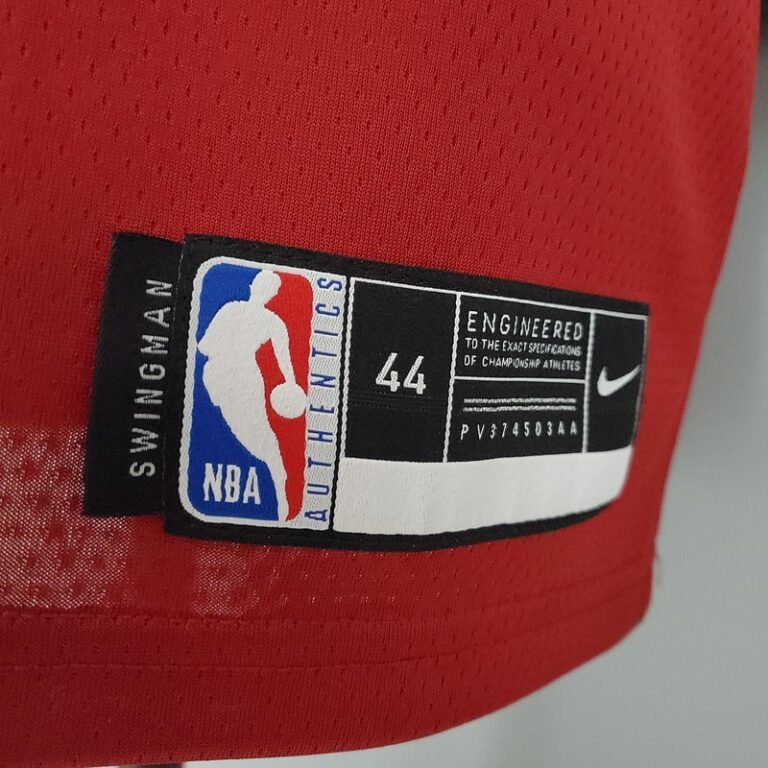 SWINGMAN
NBA
AUTHENTICS
44
ENGINEERED
TO THE EXACT SPECIFICATIONS
OF CHAMPIONSHIP ATHLETES
PV374503AA